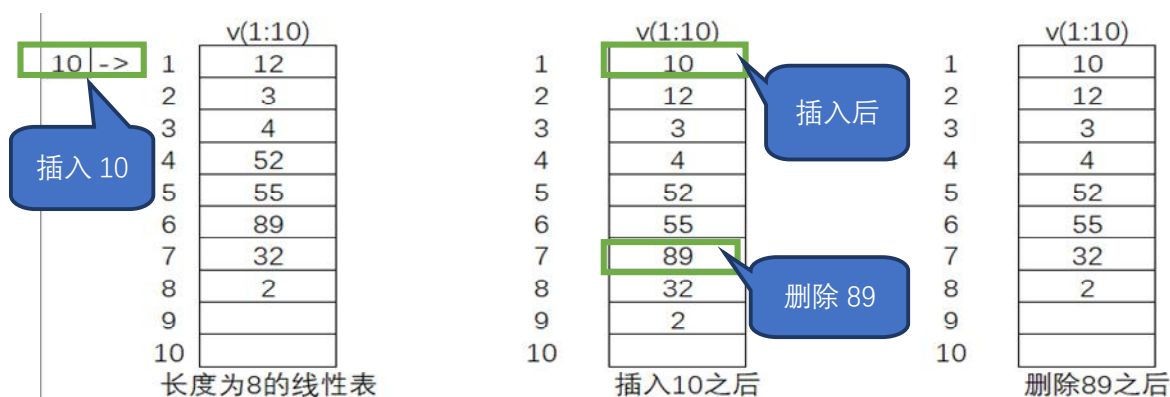 v(1:10) v(1:10) v(1:10)
10 -> 1 12 1 10 1 10
2 3 2 12 2 12
插入后
3 4 3 3 3 3
插入 10
4 52 4 4 4 4
5 55 5 52 5 52
6 89 6 55 6 55
7 32 7 89 7 32
删除 89
8 2 8 32 8 2
9 9 2 9
10 10 10
长度为8的线性表 插入10之后 删除89之后